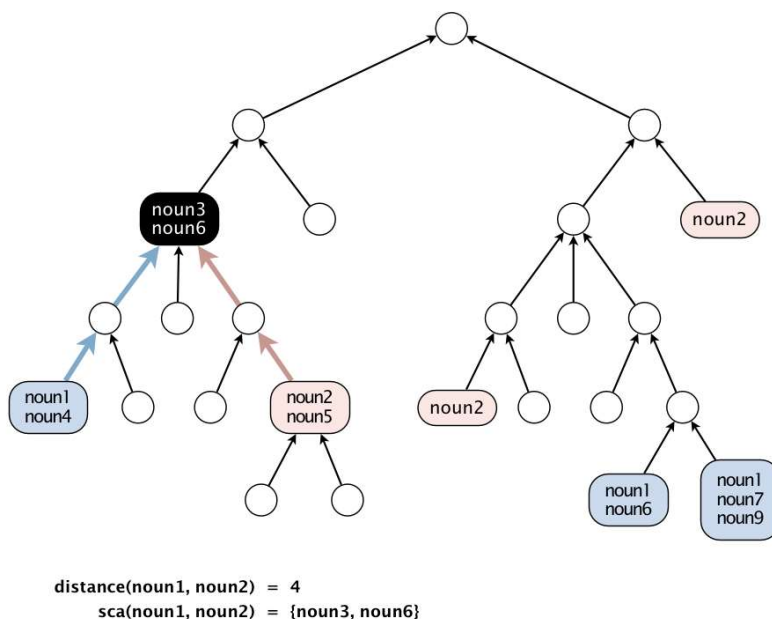 noun3
noun6
noun2
noun1
noun4
noun2
noun5
noun2
noun1
noun6
noun1
noun7
noun9
distance(noun1, noun2) = 4
sca(noun1, noun2) = {noun3, noun6}